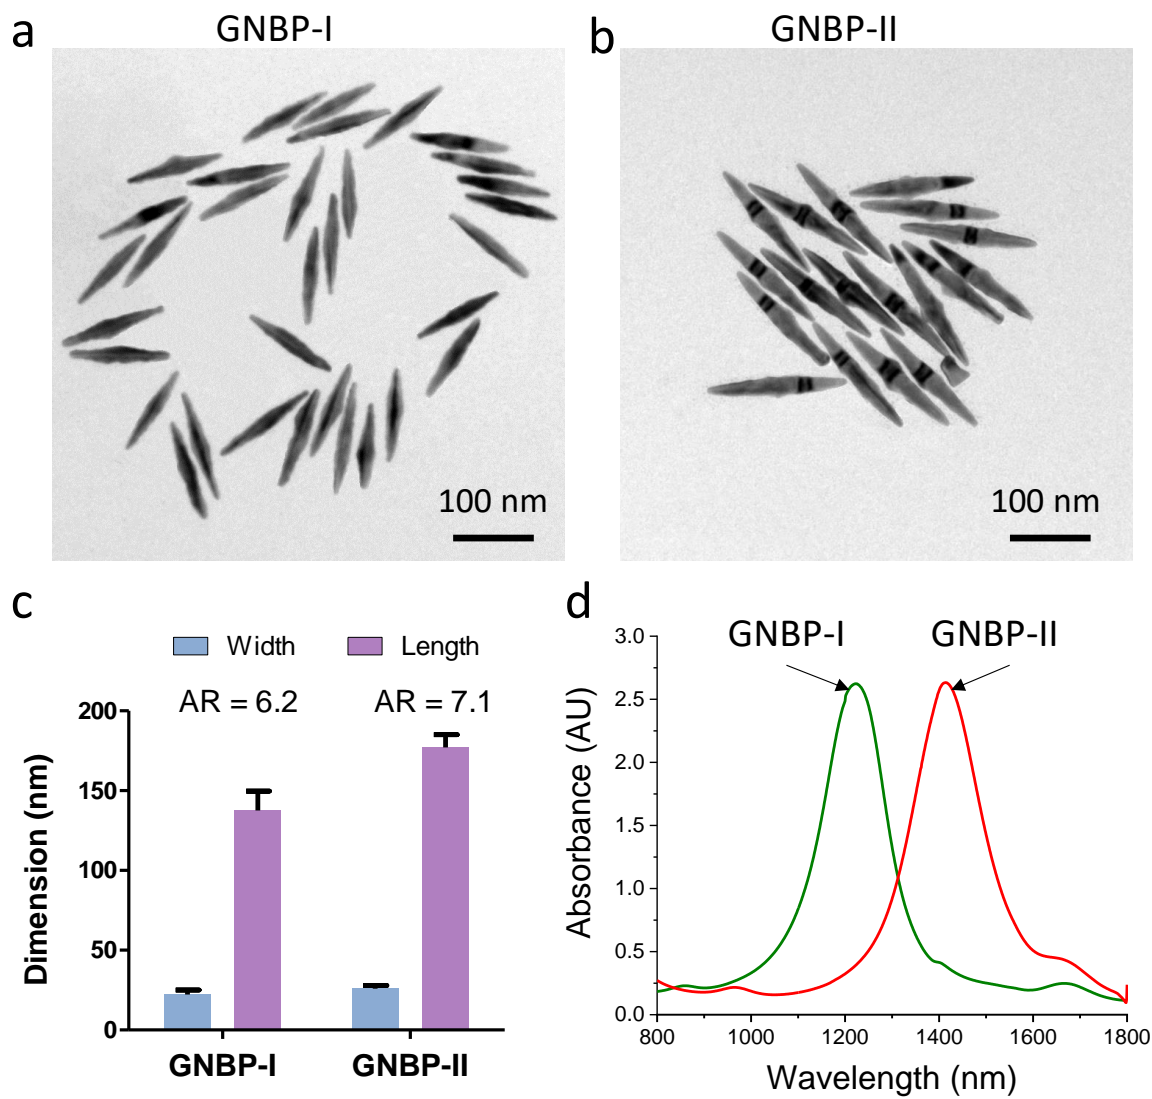 a
GNBP-I
b
GNBP-II
100 nm
100 nm
c
Width
Length
AR = 6.2
AR = 7.1
200
150
100
50
0
Dimension (nm)
GNBP-I
GNBP-II
d
GNBP-I
GNBP-II
3.0
2.5
2.0
1.5
1.0
0.5
0.0
Absorbance (AU)
800
1000
1200
1400
1600
1800
Wavelength (nm)